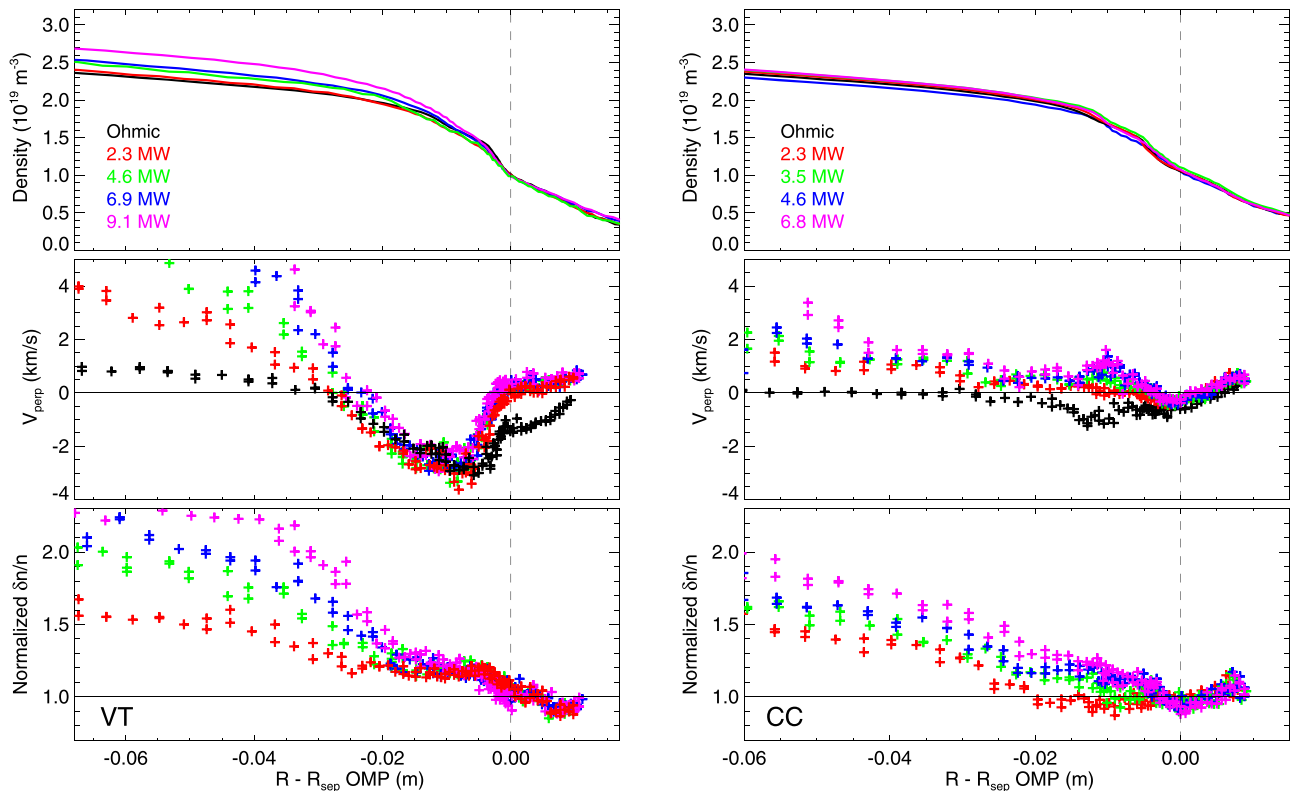 Density (10¹⁹ m⁻³)
3.0
2.5
2.0
1.5
1.0
0.5
0.0
Ohmic
2.3 MW
4.6 MW
6.9 MW
9.1 MW
V_perp (km/s)
4
2
0
-2
-4
Normalized δn/n
2.0
1.5
1.0
VT
-0.06
-0.04
-0.02
0.00
R - R_sep OMP (m)
Density (10¹⁹ m⁻³)
3.0
2.5
2.0
1.5
1.0
0.5
0.0
Ohmic
2.3 MW
3.5 MW
4.6 MW
6.8 MW
V_perp (km/s)
4
2
0
-2
-4
Normalized δn/n
2.0
1.5
1.0
CC
-0.06
-0.04
-0.02
0.00
R - R_sep OMP (m)